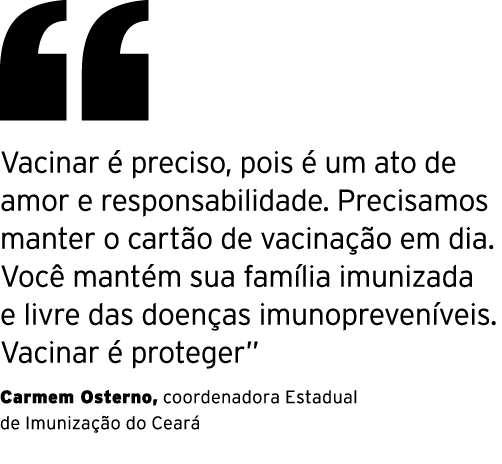 “
Vacinar é preciso, pois é um ato de
amor e responsabilidade. Precisamos
manter o cartão de vacinação em dia.
Você mantém sua família imunizada
e livre das doenças imunopreveníveis.
Vacinar é proteger”
Carmem Osterno, coordenadora Estadual
de Imunização do Ceará